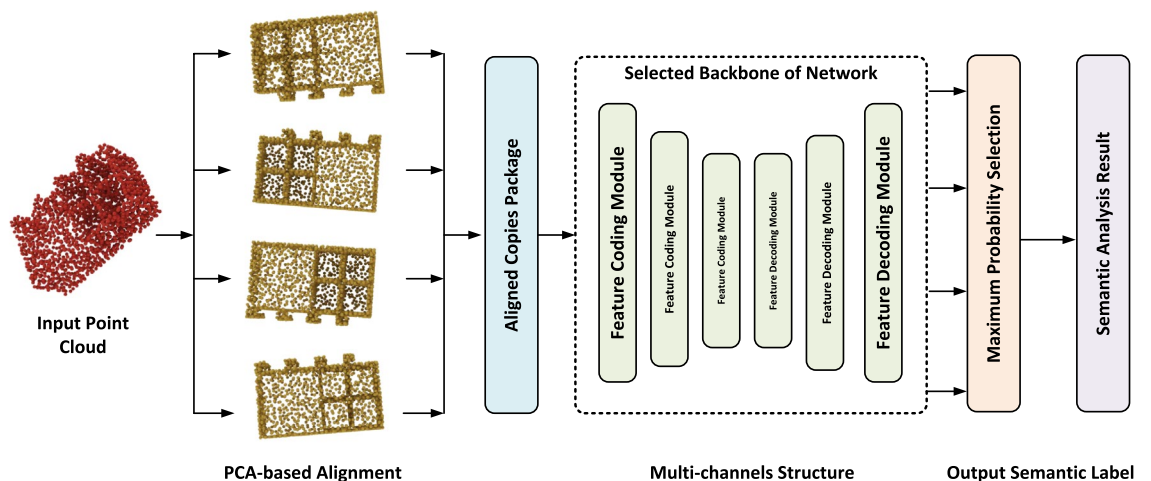 Input Point
Cloud
PCA-based Alignment
Aligned Copies Package
Selected Backbone of Network
Feature Coding Module
Feature Coding Module
Feature Coding Module
Feature Decoding Module
Feature Decoding Module
Feature Decoding Module
Multi-channels Structure
Maximum Probability Selection
Semantic Analysis Result
Output Semantic Label